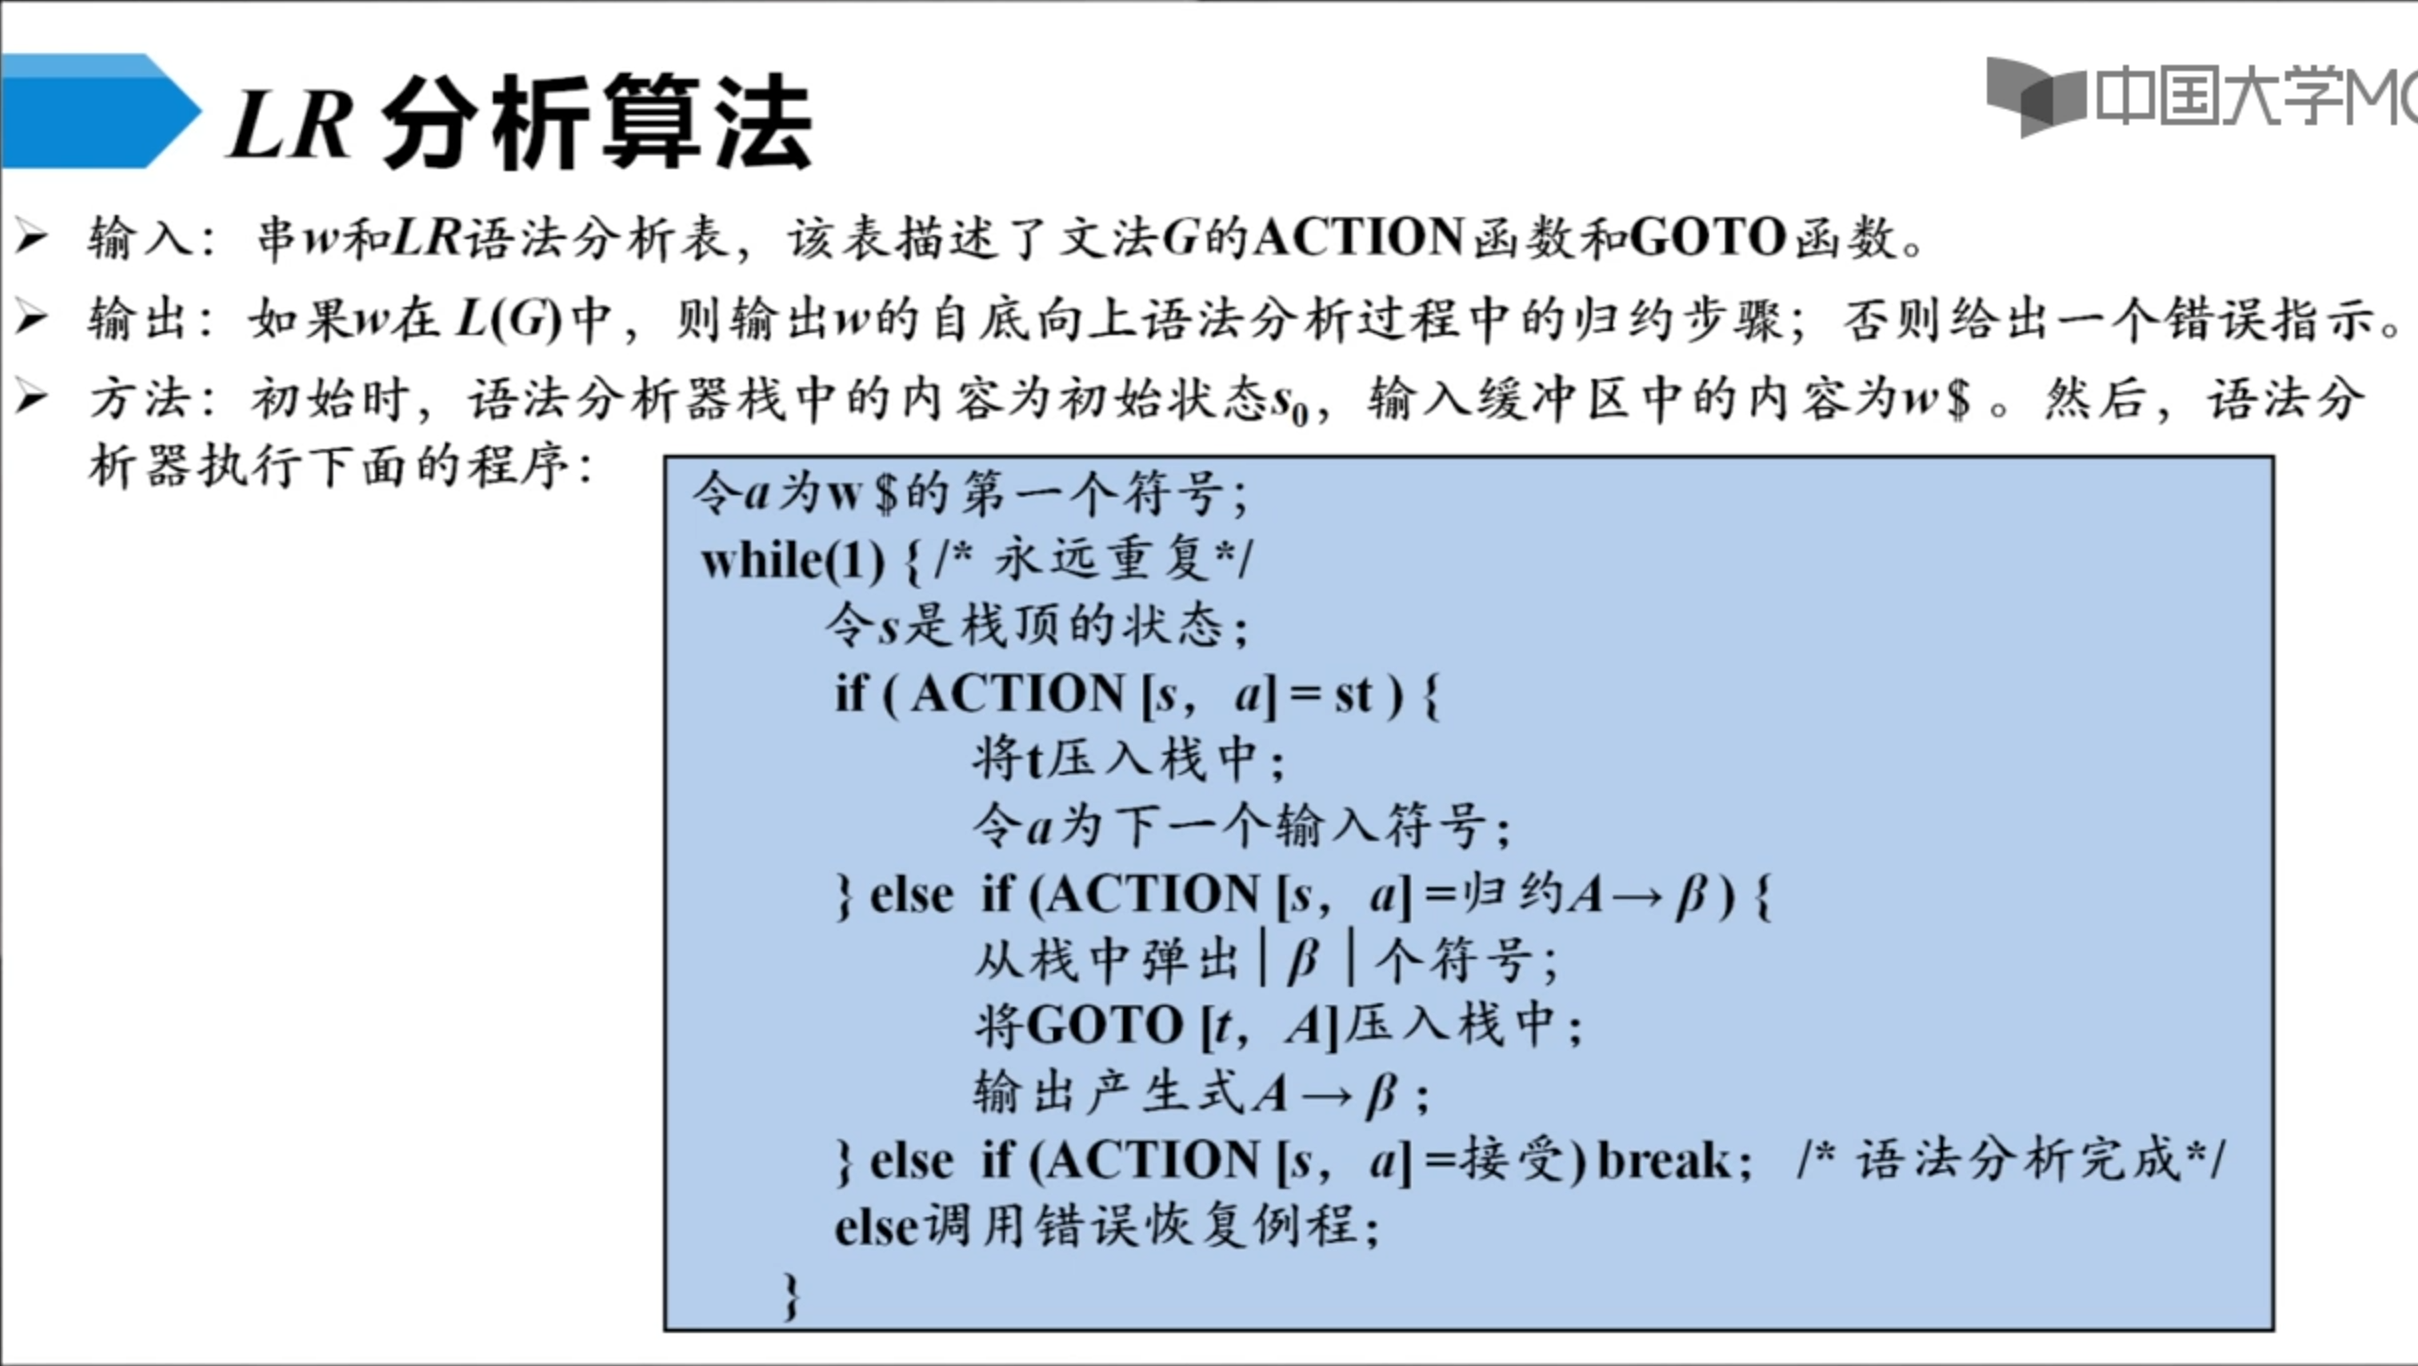 LR 分析算法
中国大学MO
➢ 输入：串w和LR语法分析表，该表描述了文法G的ACTION函数和GOTO函数。
➢ 输出：如果w在 L(G)中，则输出w的自底向上语法分析过程中的归约步骤；否则给出一个错误指示。
➢ 方法：初始时，语法分析器栈中的内容为初始状态s0，输入缓冲区中的内容为w$ 。然后，语法分
析器执行下面的程序：
令a为w $的第一个符号；
while(1) { /* 永远重复*/
令s是栈顶的状态；
if ( ACTION [s, a] = st ) {
将t压入栈中；
令a为下一个输入符号；
} else if (ACTION [s, a] =归约A→ β ) {
从栈中弹出│ β │个符号；
将GOTO [t, A]压入栈中；
输出产生式A → β ；
} else if (ACTION [s, a] =接受) break； /* 语法分析完成*/
else调用错误恢复例程；
}